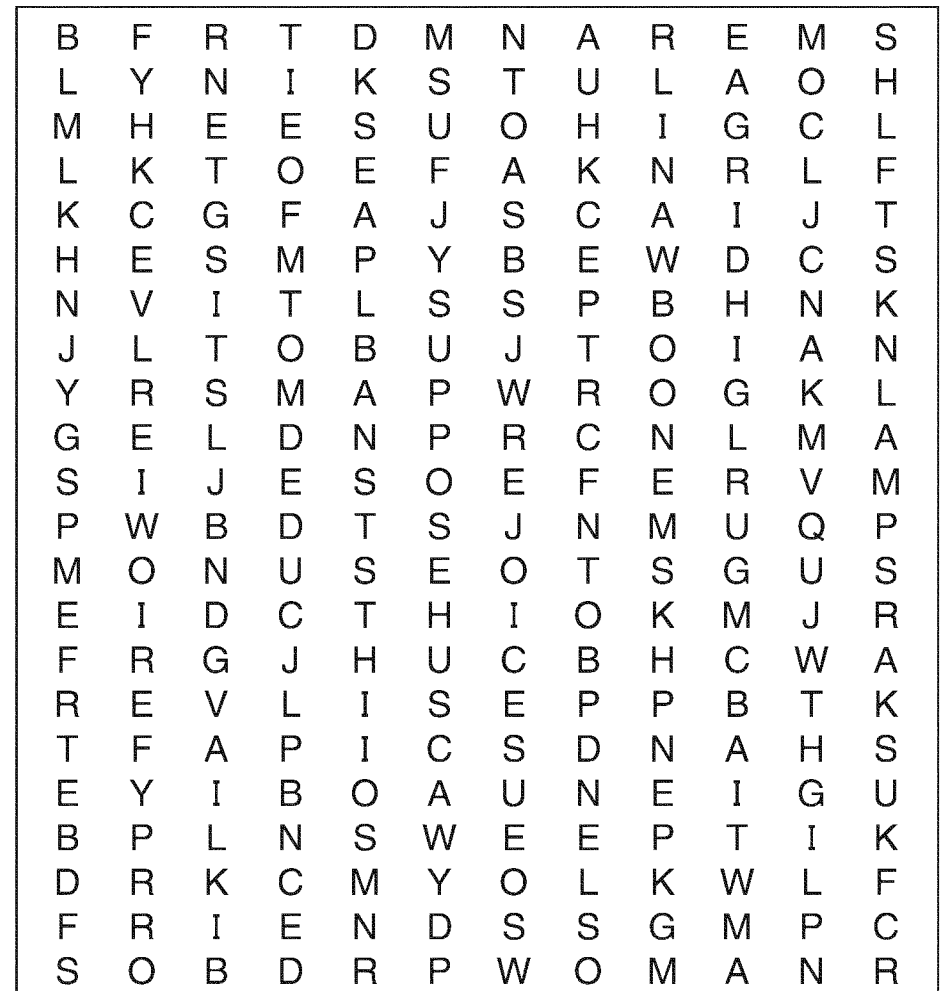 B F R T D M N A R E M S
L Y N I K S T U L A O H
M H E E S U O H I G C L
L K T O E F A K N R L F
K C G F A J S C A I J T
H E S M P Y B E W D C S
N V I T L S S P B H N K
J L T O B U J T O I A N
Y R S M A P W R O G K L
G E L D N P R C N L M A
S I J E S O E F E R V M
P W B D T S J N M U Q P
M O N U S E O T S G U S
E I D C T H I O K M J R
F R G J H U C B H C W A
R E V L I S E P P B T K
T F A P I C S D N A H S
E Y I B O A U N E I G U
B P L N S W E E P T I K
D R K C M Y O L K W L F
F R I E N D S S G M P C
S O B D R P W O M A N R